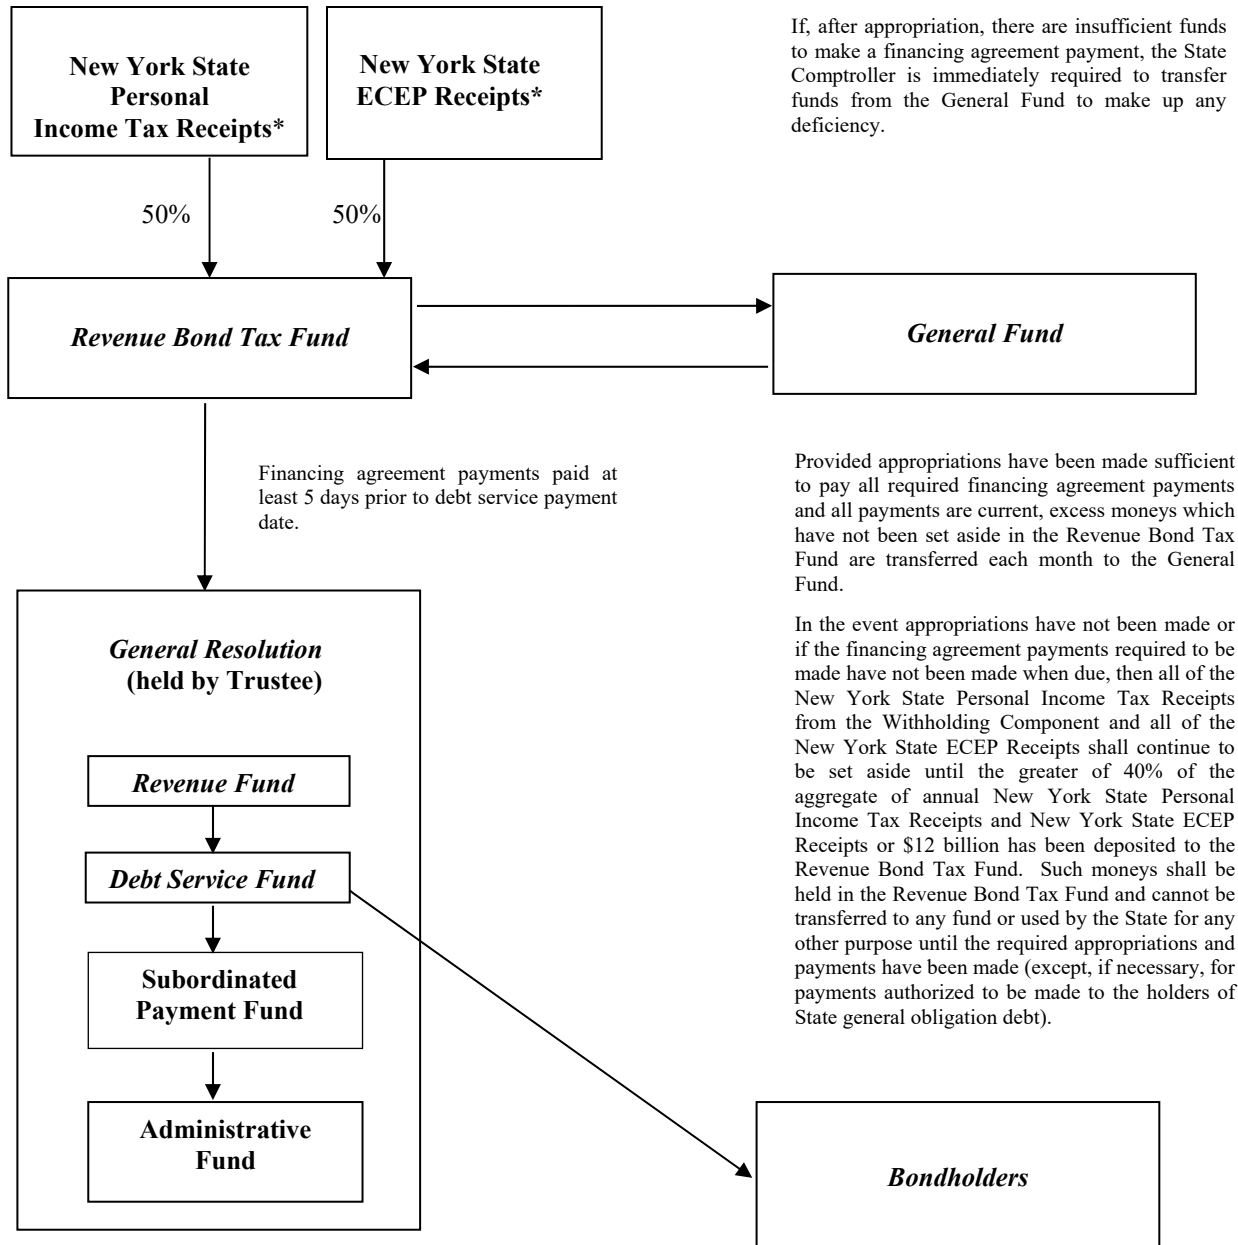 New York State
Personal
Income Tax Receipts*
New York State
ECEP Receipts*
If, after appropriation, there are insufficient funds
to make a financing agreement payment, the State
Comptroller is immediately required to transfer
funds from the General Fund to make up any
deficiency.
50%
50%
Revenue Bond Tax Fund
General Fund
Financing agreement payments paid at
least 5 days prior to debt service payment
date.
Provided appropriations have been made sufficient
to pay all required financing agreement payments
and all payments are current, excess moneys which
have not been set aside in the Revenue Bond Tax
Fund are transferred each month to the General
Fund.
In the event appropriations have not been made or
if the financing agreement payments required to be
made have not been made when due, then all of the
New York State Personal Income Tax Receipts
from the Withholding Component and all of the
New York State ECEP Receipts shall continue to
be set aside until the greater of 40% of the
aggregate of annual New York State Personal
Income Tax Receipts and New York State ECEP
Receipts or $12 billion has been deposited to the
Revenue Bond Tax Fund. Such moneys shall be
held in the Revenue Bond Tax Fund and cannot be
transferred to any fund or used by the State for any
other purpose until the required appropriations and
payments have been made (except, if necessary, for
payments authorized to be made to the holders of
State general obligation debt).
General Resolution
(held by Trustee)
Revenue Fund
Debt Service Fund
Subordinated
Payment Fund
Administrative
Fund
Bondholders